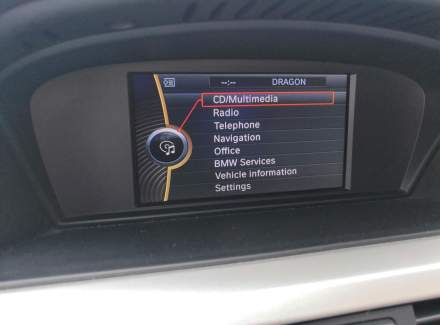 --:-- DRAGON
CD/Multimedia
Radio
Telephone
Navigation
Office
BMW Services
Vehicle information
Settings